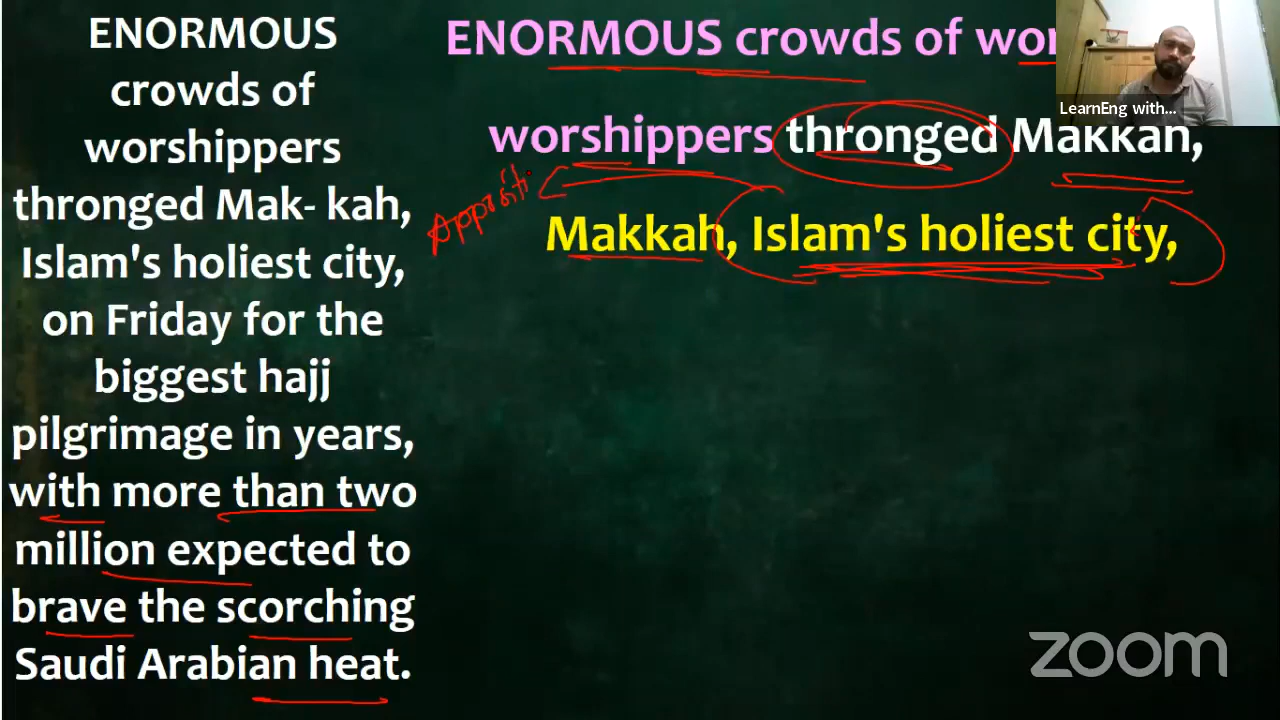 ENORMOUS
crowds of
worshippers
thronged Mak- kah,
Islam's holiest city,
on Friday for the
biggest hajj
pilgrimage in years,
with more than two
million expected to
brave the scorching
Saudi Arabian heat.
ENORMOUS crowds of wor
worshippers thronged Makkah,
Appositi
Makkah, Islam's holiest city,
LearnEng with...
zoom